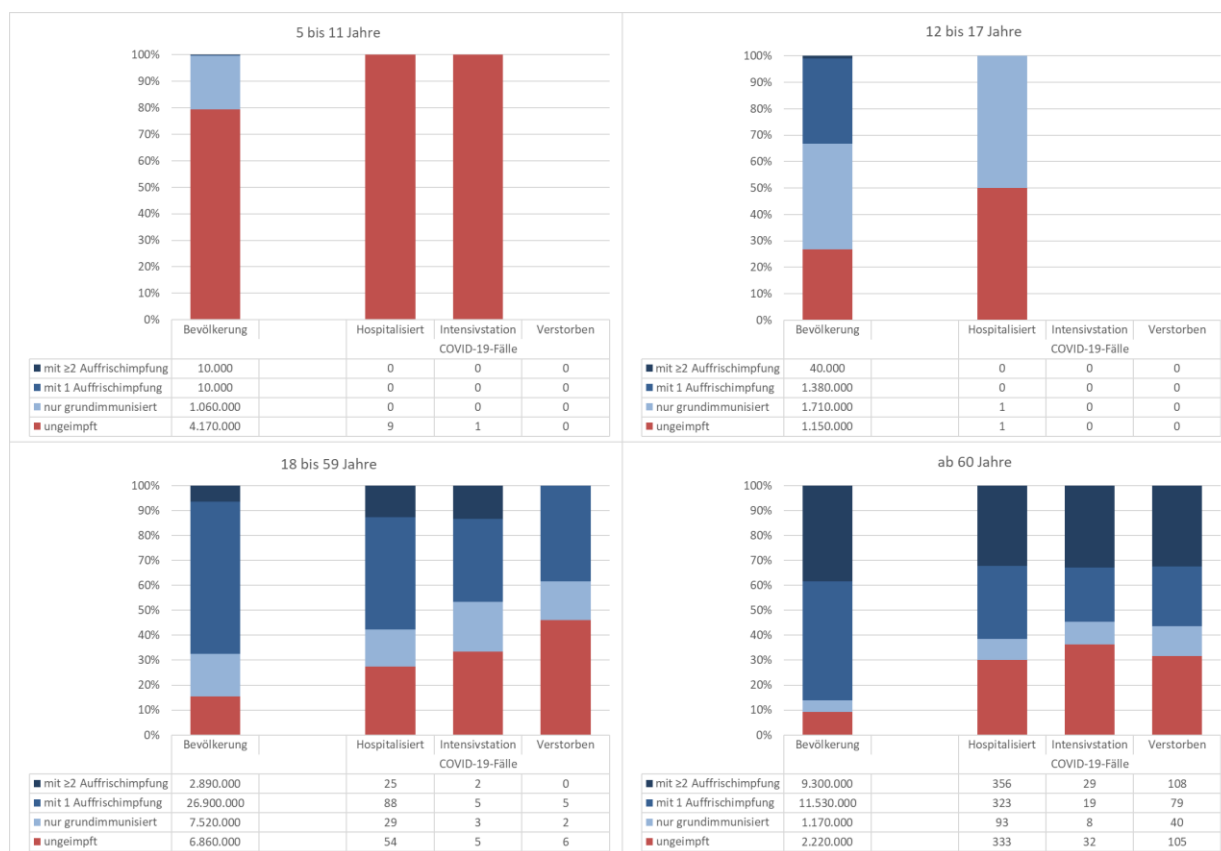 5 bis 11 Jahre
100%
90%
80%
70%
60%
50%
40%
30%
20%
10%
0%
Bevölkerung Hospitalisiert Intensivstation Verstorben
COVID-19-Fälle
mit ≥2 Auffrischimpfung 10.000 0 0 0
mit 1 Auffrischimpfung 10.000 0 0 0
nur grundimmunisiert 1.060.000 0 0 0
ungeimpft 4.170.000 9 1 0
12 bis 17 Jahre
100%
90%
80%
70%
60%
50%
40%
30%
20%
10%
0%
Bevölkerung Hospitalisiert Intensivstation Verstorben
COVID-19-Fälle
mit ≥2 Auffrischimpfung 40.000 0 0 0
mit 1 Auffrischimpfung 1.380.000 0 0 0
nur grundimmunisiert 1.710.000 1 0 0
ungeimpft 1.150.000 1 0 0
18 bis 59 Jahre
100%
90%
80%
70%
60%
50%
40%
30%
20%
10%
0%
Bevölkerung Hospitalisiert Intensivstation Verstorben
COVID-19-Fälle
mit ≥2 Auffrischimpfung 2.890.000 25 2 0
mit 1 Auffrischimpfung 26.900.000 88 5 5
nur grundimmunisiert 7.520.000 29 3 2
ungeimpft 6.860.000 54 5 6
ab 60 Jahre
100%
90%
80%
70%
60%
50%
40%
30%
20%
10%
0%
Bevölkerung Hospitalisiert Intensivstation Verstorben
COVID-19-Fälle
mit ≥2 Auffrischimpfung 9.300.000 356 29 108
mit 1 Auffrischimpfung 11.530.000 323 19 79
nur grundimmunisiert 1.170.000 93 8 40
ungeimpft 2.220.000 333 32 105